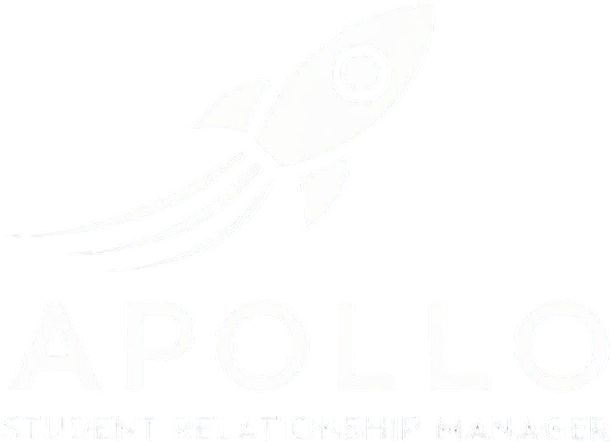 APOLLO
STUDENT RELATIONSHIP MANAGER